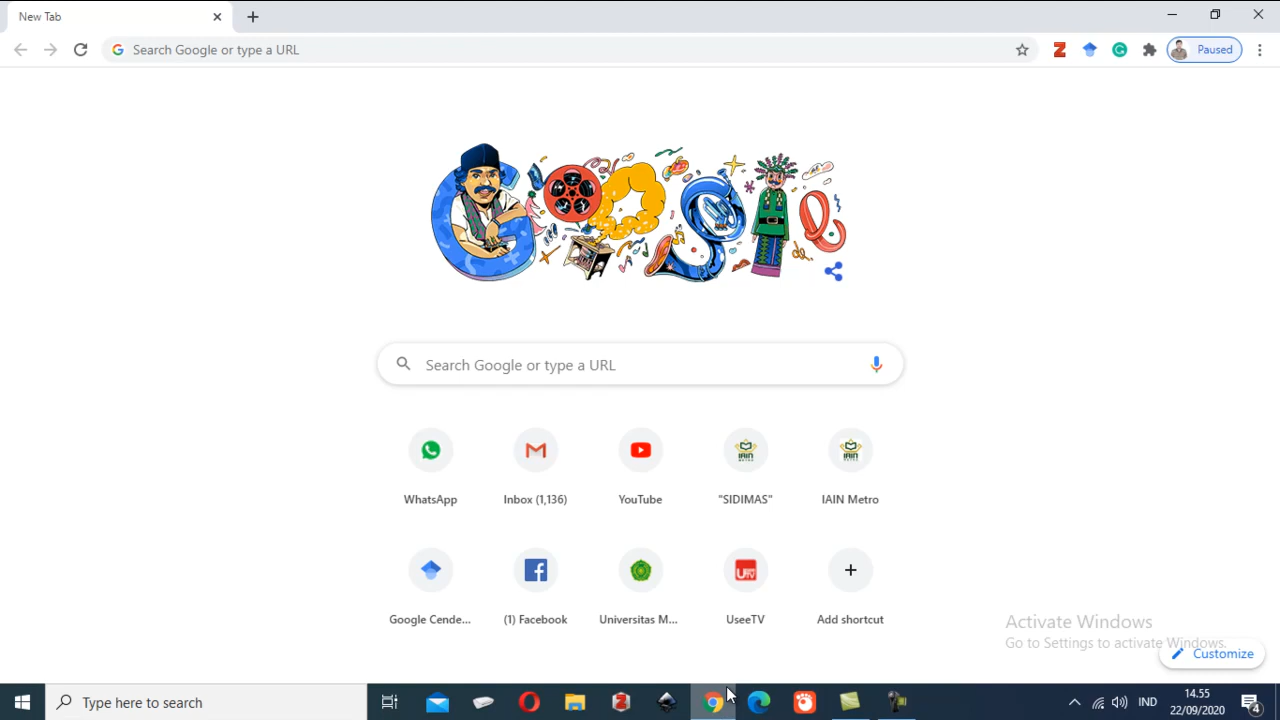 New Tab
Search Google or type a URL
Z
Paused
Search Google or type a URL
WhatsApp
Inbox (1,136)
YouTube
"SIDIMAS"
IAIN Metro
Google Cende...
(1) Facebook
Universitas M...
UseeTV
Add shortcut
Activate Windows
Go to Settings to activate Windows.
Customize
Type here to search
IND
14.55
22/09/2020
4